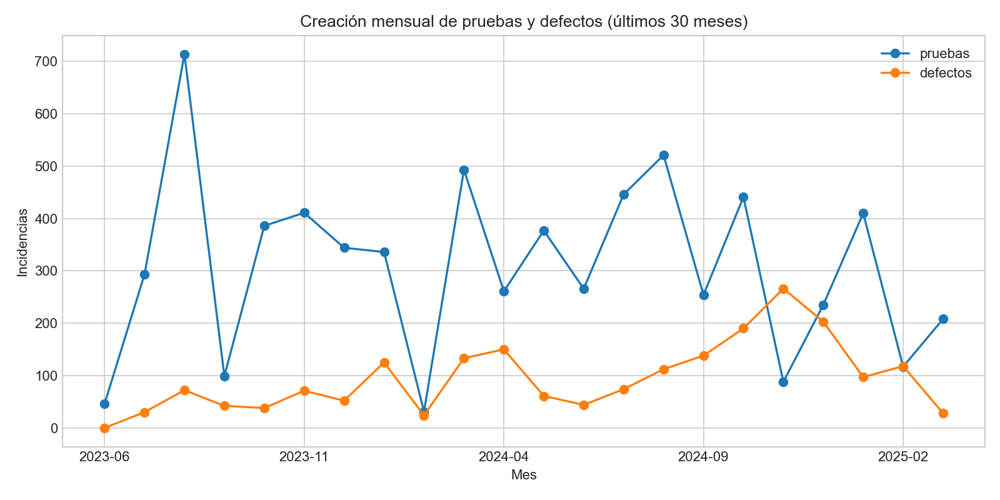 Creación mensual de pruebas y defectos (últimos 30 meses)
pruebas
defectos
700
600
500
400
300
200
100
0
Incidencias
2023-06
2023-11
2024-04
2024-09
2025-02
Mes